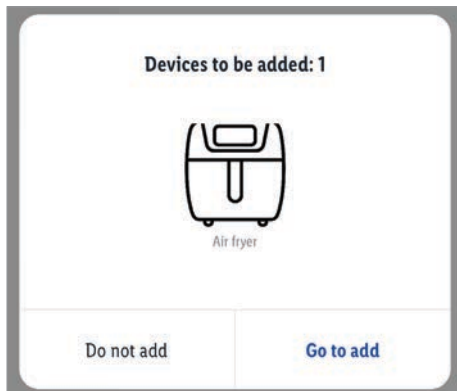 Devices to be added: 1
Air fryer
Do not add
Go to add